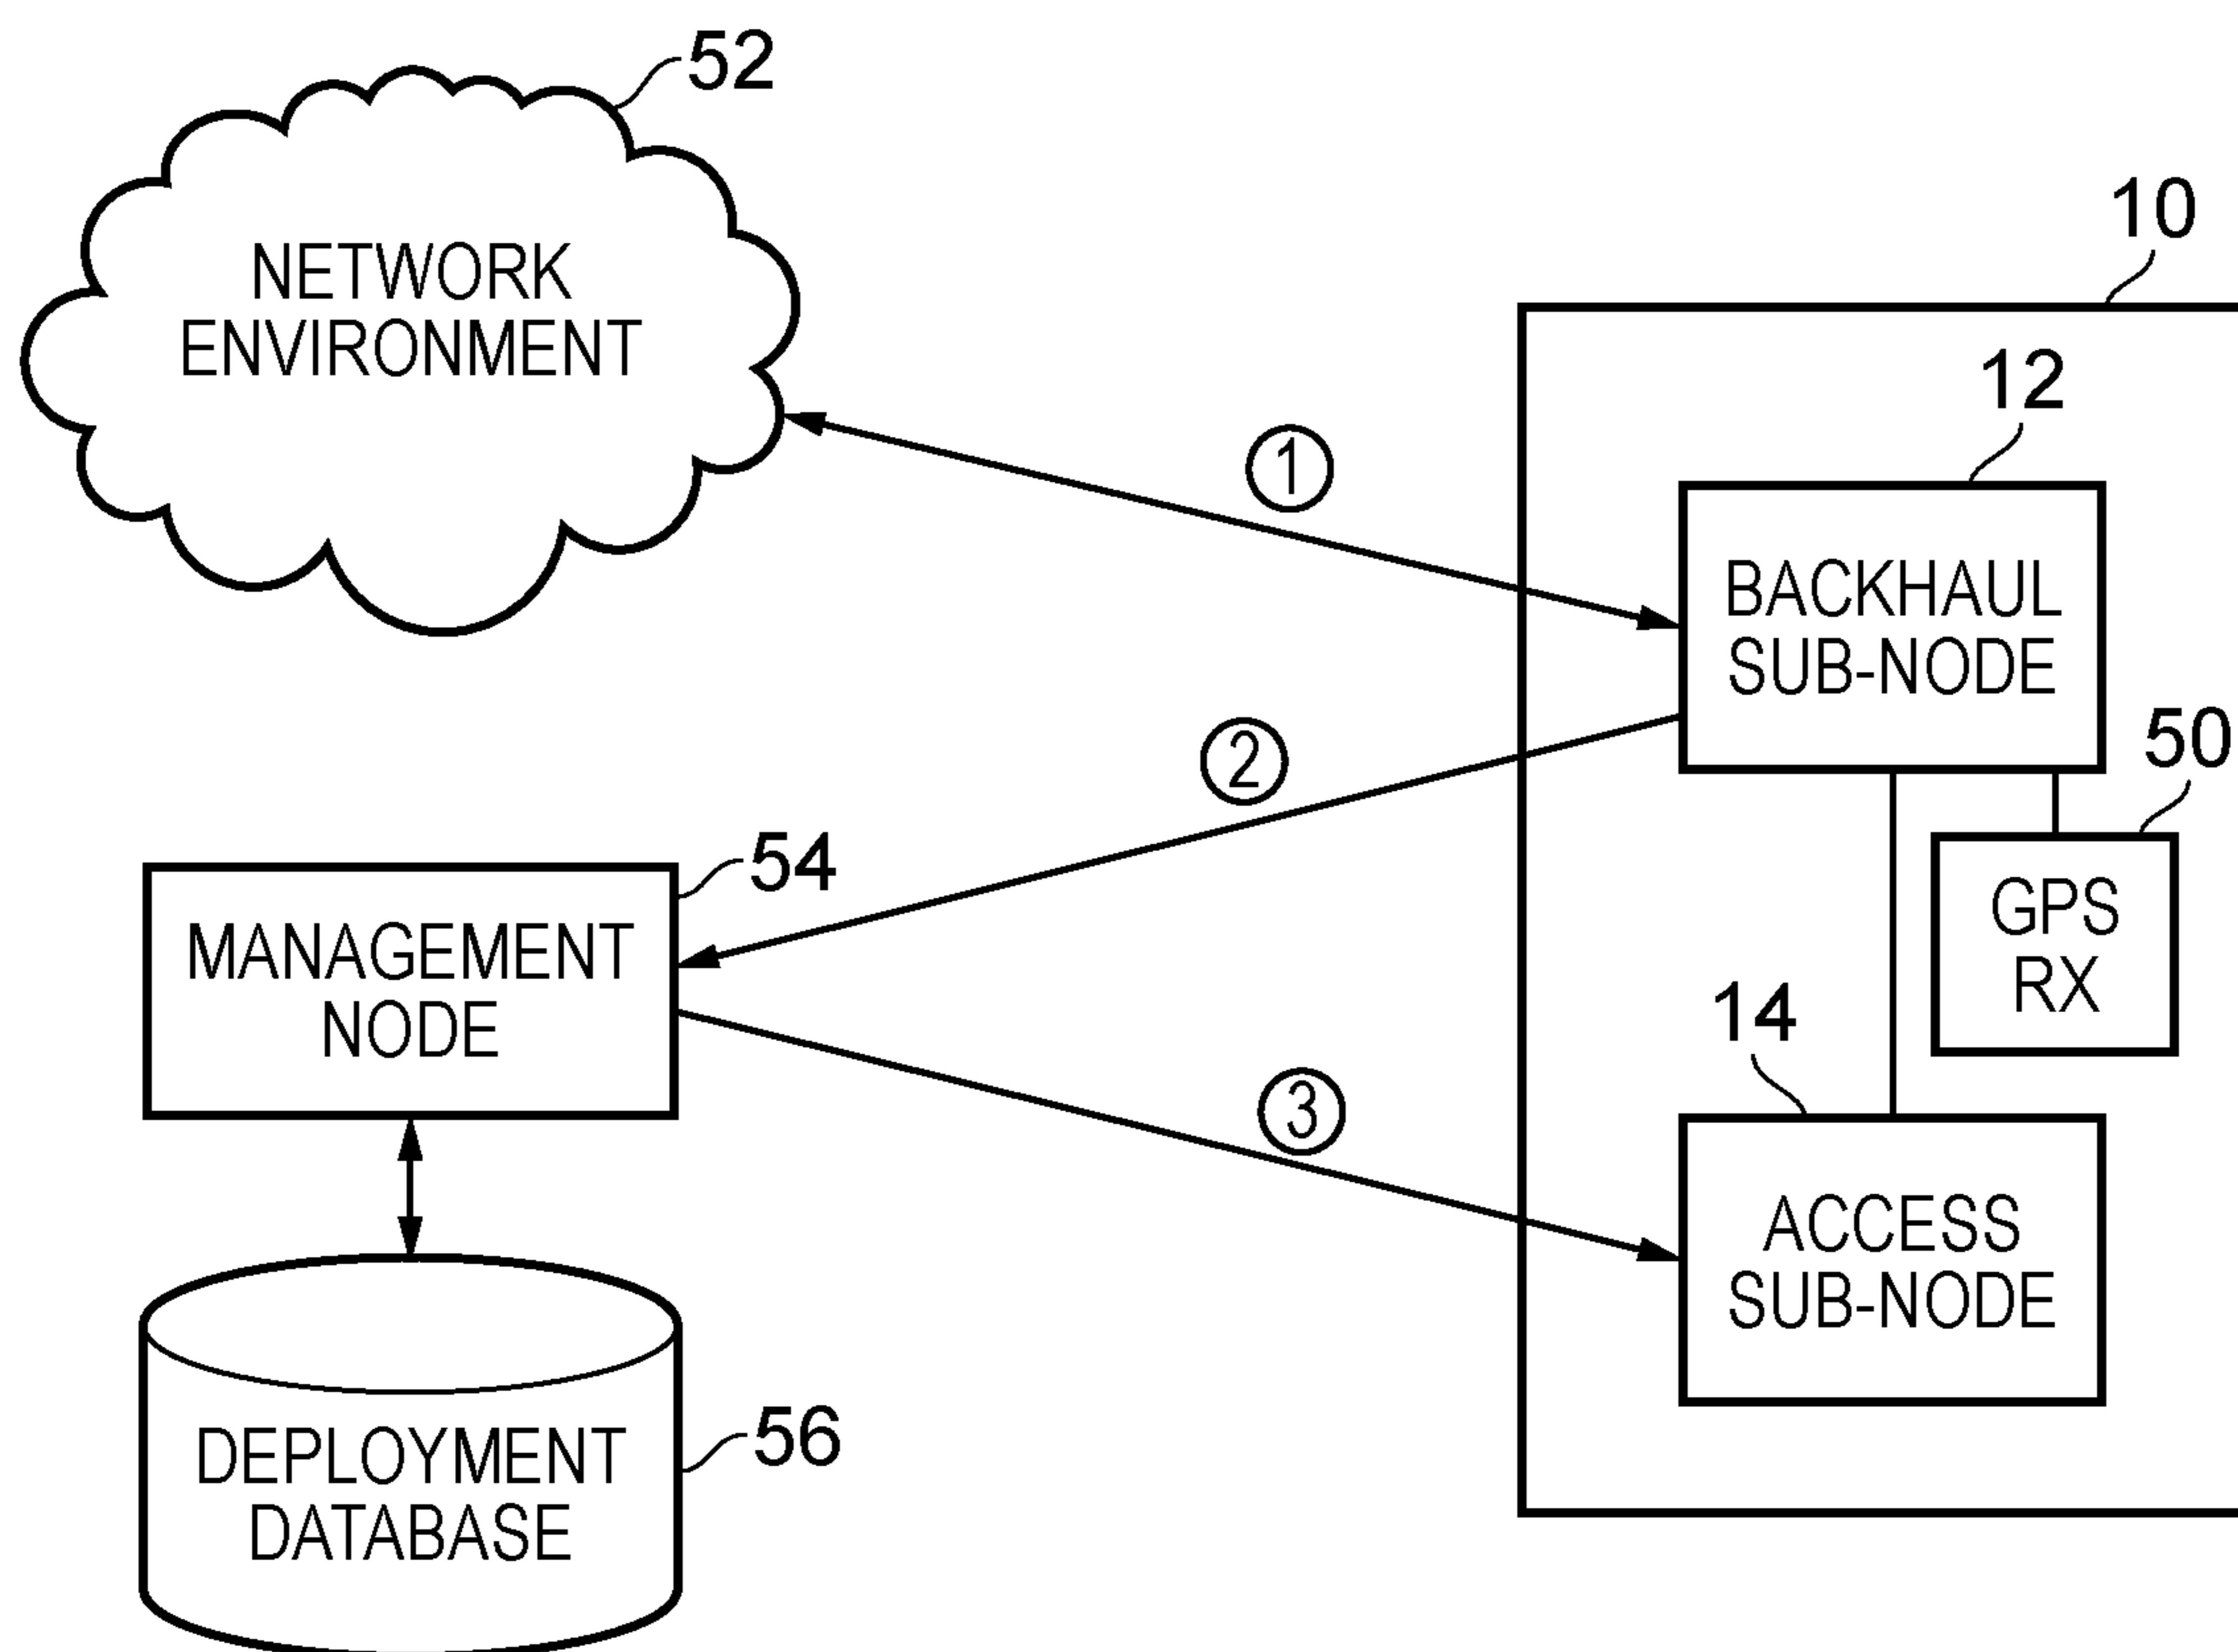 52
NETWORK
ENVIRONMENT
10
12
1
BACKHAUL
SUB-NODE
2
50
54
GPS
RX
MANAGEMENT
NODE
14
3
ACCESS
SUB-NODE
56
DEPLOYMENT
DATABASE